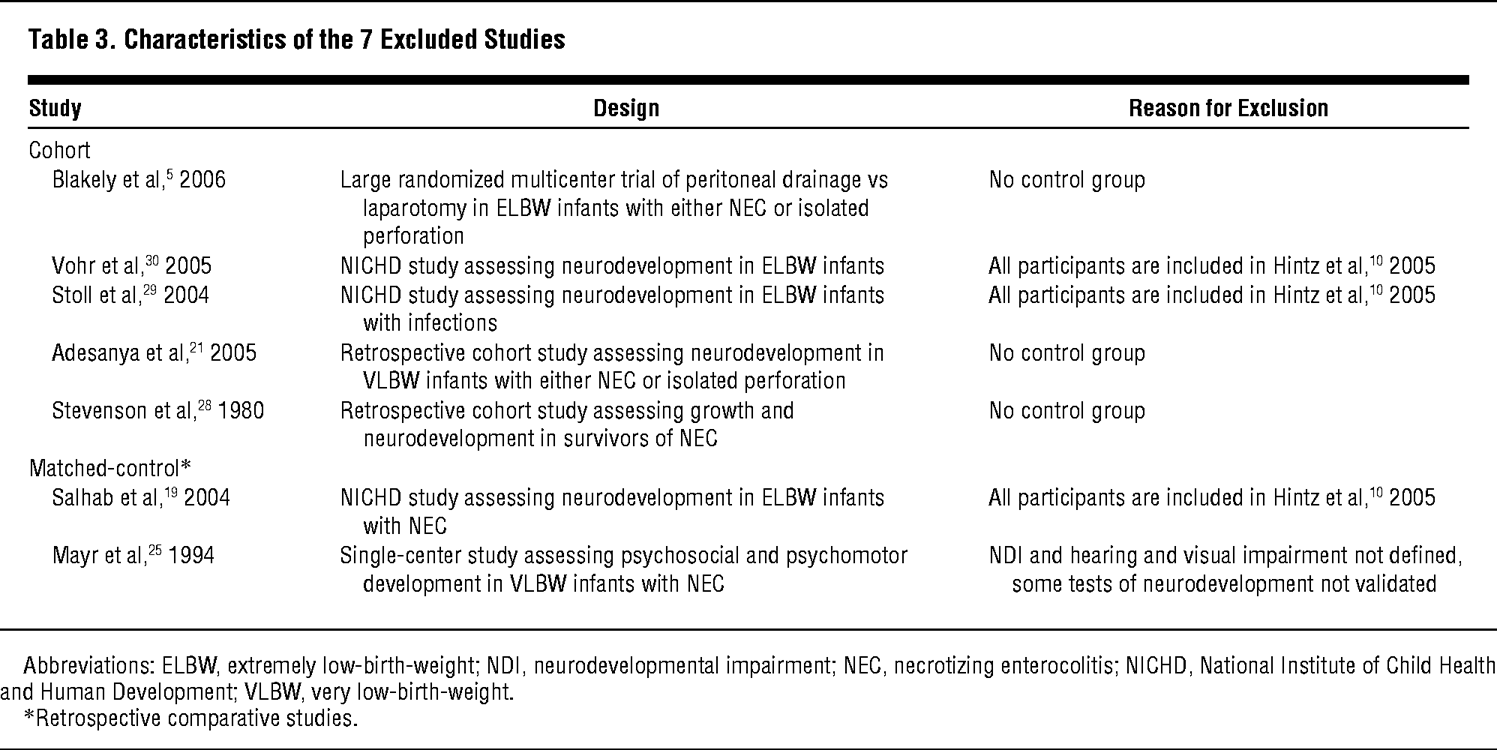 Table 3. Characteristics of the 7 Excluded Studies
Study Design Reason for Exclusion
Cohort
Blakely et al,5 2006 Large randomized multicenter trial of peritoneal drainage vs No control group
laparotomy in ELBW infants with either NEC or isolated
perforation
Vohr et al,30 2005 NICHD study assessing neurodevelopment in ELBW infants All participants are included in Hintz et al,10 2005
Stoll et al,29 2004 NICHD study assessing neurodevelopment in ELBW infants All participants are included in Hintz et al,10 2005
with infections
Adesanya et al,21 2005 Retrospective cohort study assessing neurodevelopment in No control group
VLBW infants with either NEC or isolated perforation
Stevenson et al,28 1980 Retrospective cohort study assessing growth and No control group
neurodevelopment in survivors of NEC
Matched-control*
Salhab et al,19 2004 NICHD study assessing neurodevelopment in ELBW infants All participants are included in Hintz et al,10 2005
with NEC
Mayr et al,25 1994 Single-center study assessing psychosocial and psychomotor NDI and hearing and visual impairment not defined,
development in VLBW infants with NEC some tests of neurodevelopment not validated
Abbreviations: ELBW, extremely low-birth-weight; NDI, neurodevelopmental impairment; NEC, necrotizing enterocolitis; NICHD, National Institute of Child Health
and Human Development; VLBW, very low-birth-weight.
*Retrospective comparative studies.